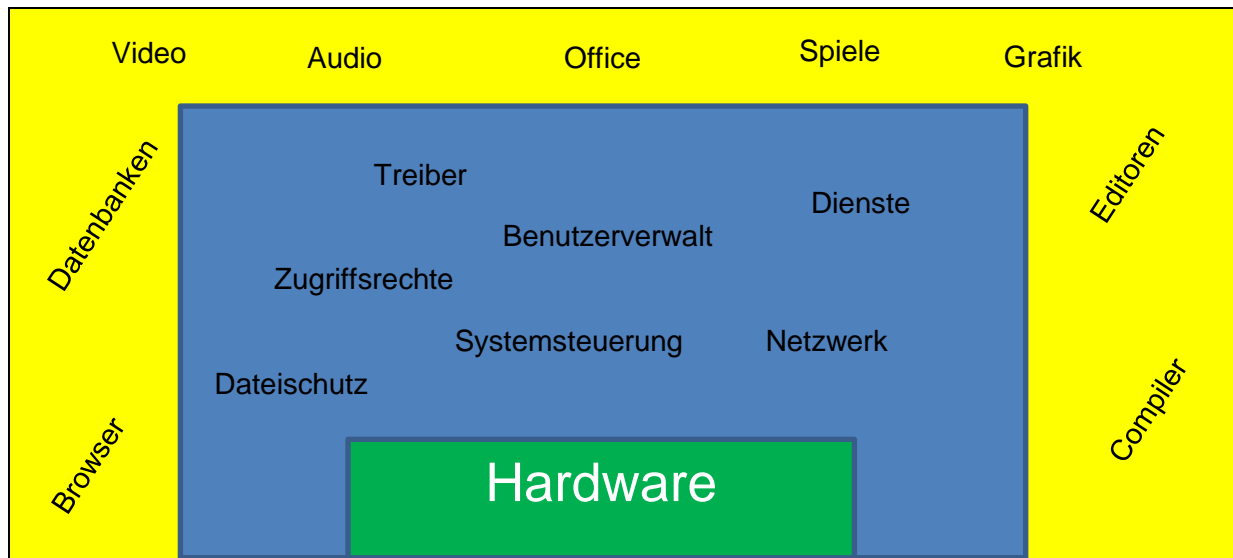 Video
Audio
Office
Spiele
Grafik
Datenbanken
Treiber
Dienste
Editoren
Benutzerverwalt
Zugriffsrechte
Systemsteuerung
Netzwerk
Dateischutz
Browser
Compiler
Hardware